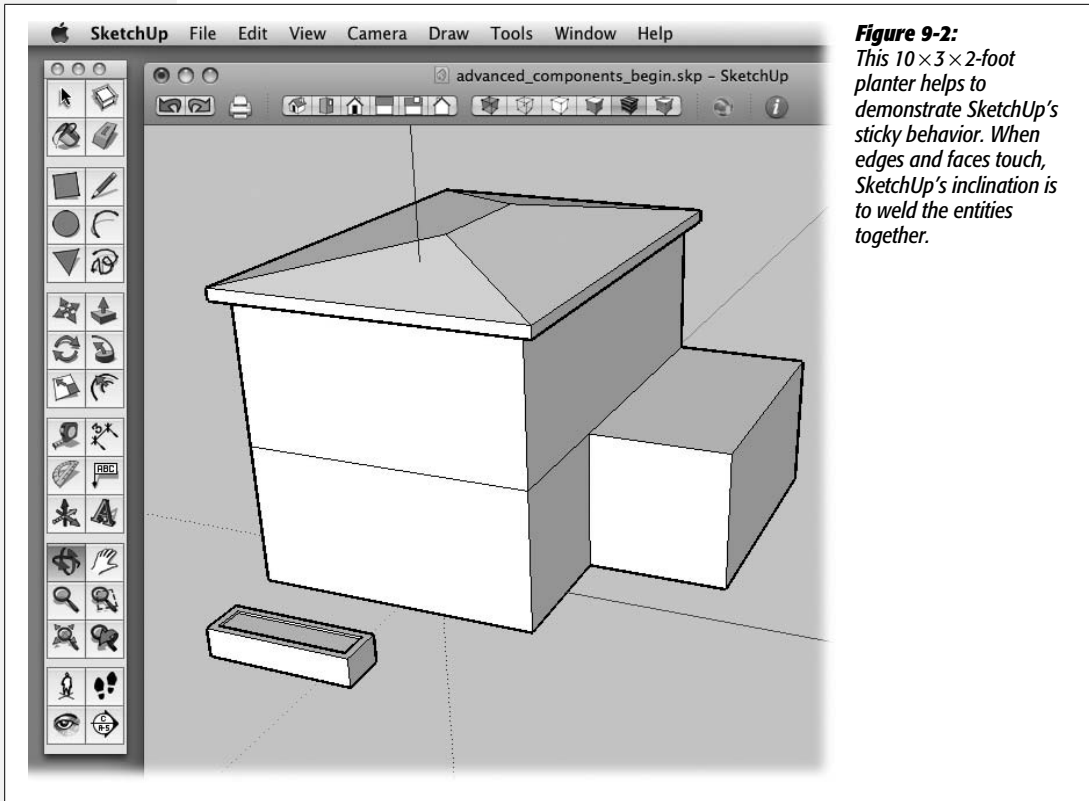 SketchUp File Edit View Camera Draw Tools Window Help
advanced_components_begin.skp – SketchUp
ABC
C
A-5
Figure 9-2:
This 10×3×2-foot
planter helps to
demonstrate SketchUp’s
sticky behavior. When
edges and faces touch,
SketchUp’s inclination is
to weld the entities
together.